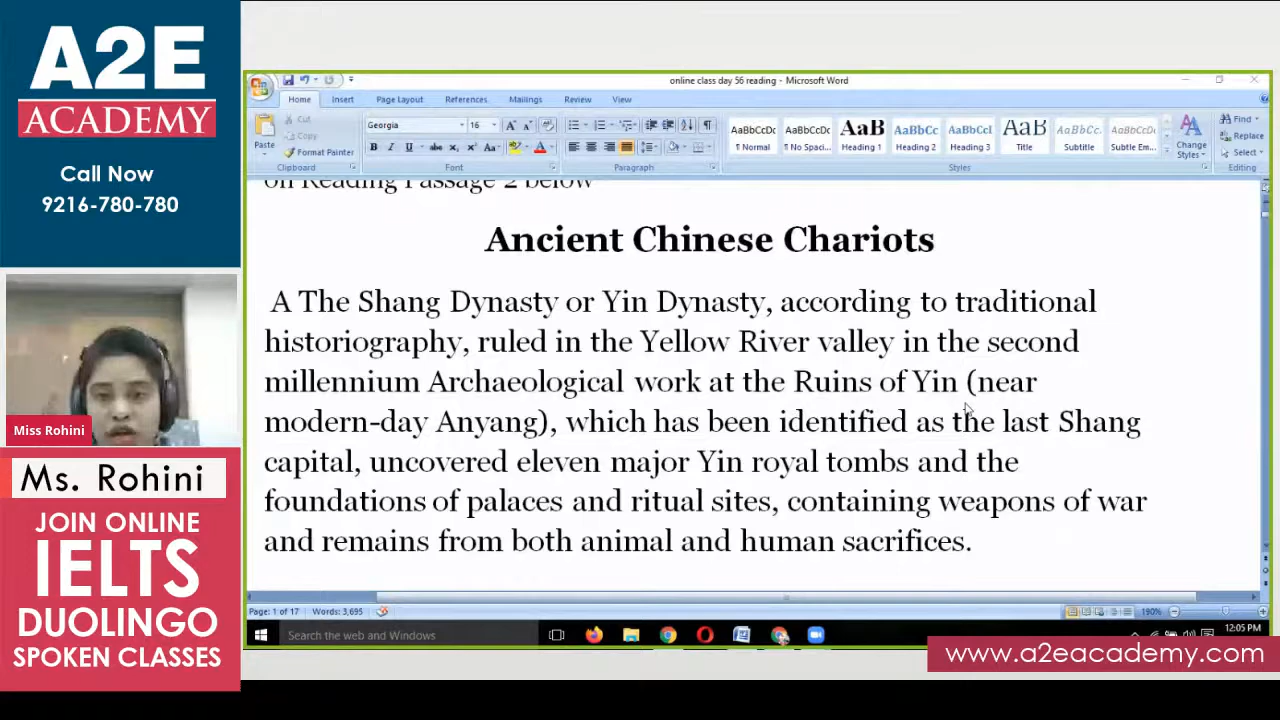 A2E
ACADEMY
Call Now
9216-780-780
Miss Rohini
Ms. Rohini
JOIN ONLINE
IELTS
DUOLINGO
SPOKEN CLASSES
online class day 56 reading - Microsoft Word
Home Insert Page Layout References Mailings Review View
Paste
Cut
Copy
Format Painter
Clipboard
Georgia 16
Font
Paragraph
AaBbCcDc AaBbCcDc AaB AaBbCc AaBbCcI AaB AaBbCc. AaBbCcDc
¶ Normal ¶ No Spaci... Heading 1 Heading 2 Heading 3 Title Subtitle Subtle Em...
Styles
Change Styles
Find
Replace
Select
Editing
on Reading Passage 2 below
Ancient Chinese Chariots
A The Shang Dynasty or Yin Dynasty, according to traditional
historiography, ruled in the Yellow River valley in the second
millennium Archaeological work at the Ruins of Yin (near
modern-day Anyang), which has been identified as the last Shang
capital, uncovered eleven major Yin royal tombs and the
foundations of palaces and ritual sites, containing weapons of war
and remains from both animal and human sacrifices.
Page: 1 of 17 Words: 3,695 190%
Search the web and Windows
12:05 PM
www.a2eacademy.com